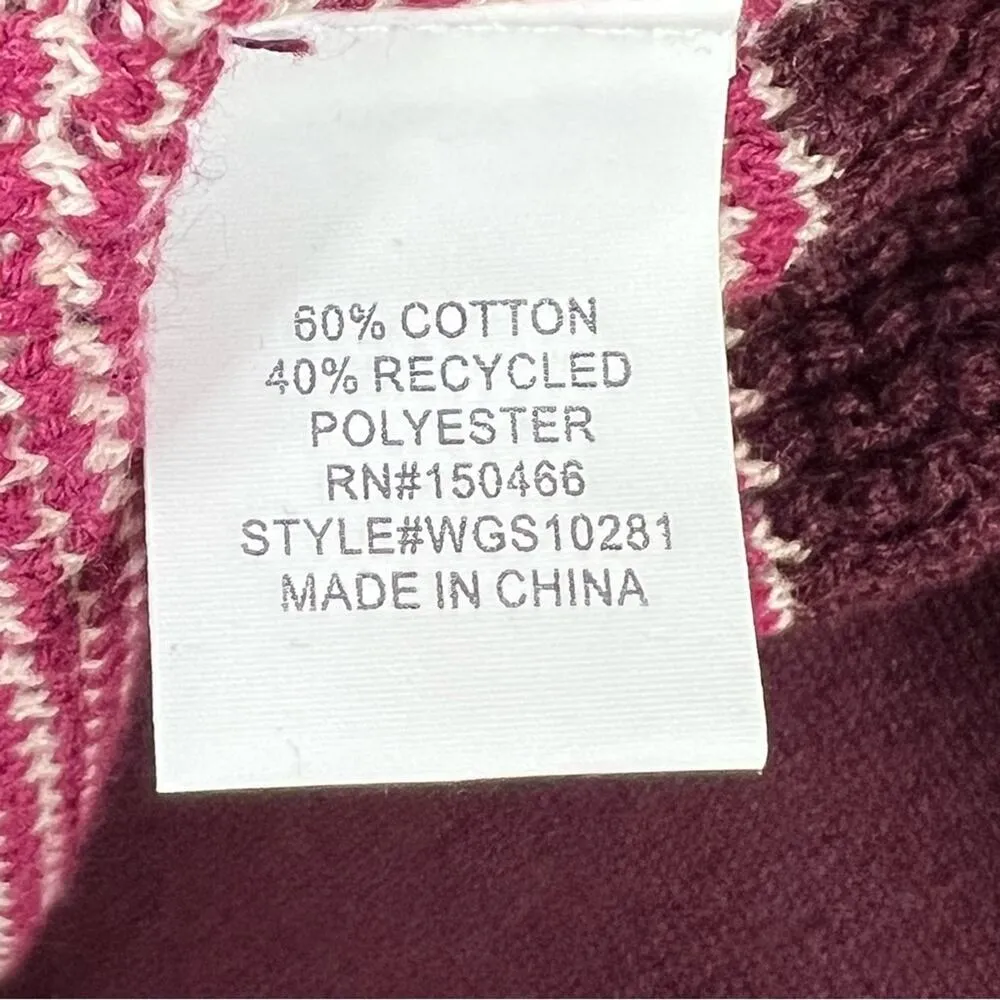 60% COTTON
40% RECYCLED
POLYESTER
RN#150466
STYLE#WGS10281
MADE IN CHINA